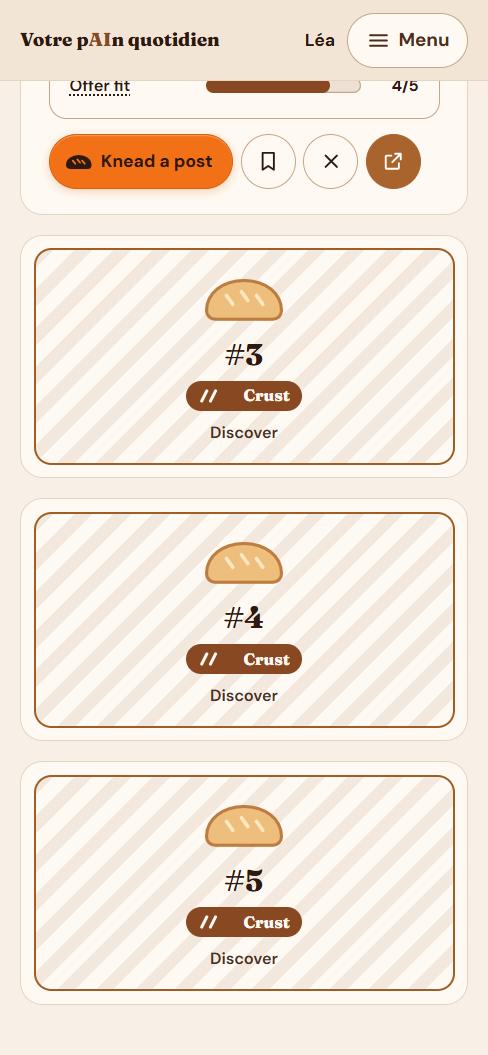 Votre pAIn quotidien
Léa
Menu
Offer fit
4/5
Knead a post
#3
Crust
Discover
#4
Crust
Discover
#5
Crust
Discover